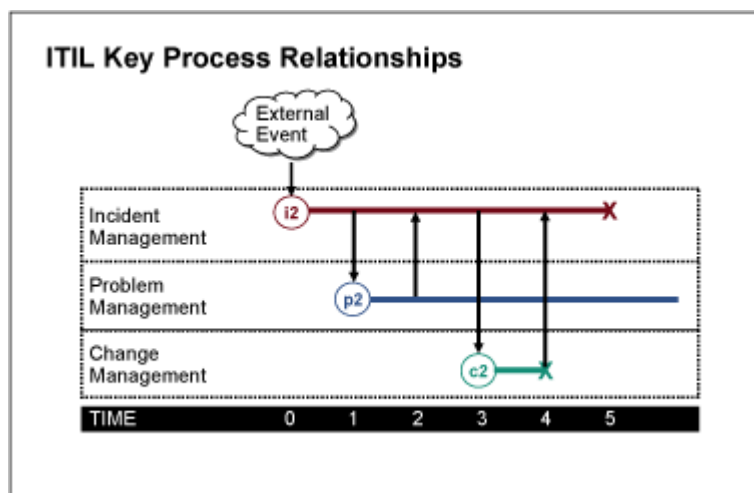 ITIL Key Process Relationships
External
Event
Incident
Management
i2
X
Problem
Management
p2
Change
Management
c2
X
TIME 0 1 2 3 4 5